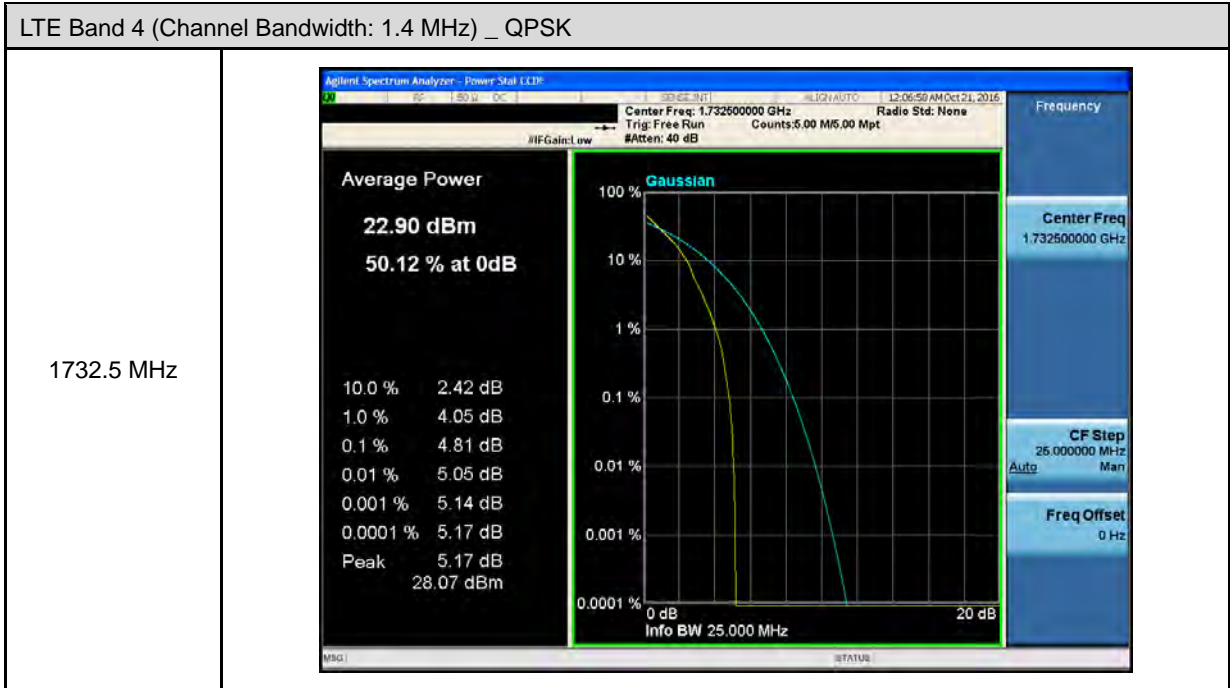 LTE Band 4 (Channel Bandwidth: 1.4 MHz) _ QPSK
1732.5 MHz
Agilent Spectrum Analyzer - Power Stat CCDF
RF 50 Ω DC SENSE:INT ALIGN AUTO 12:06:58 AM Oct 21, 2016
Center Freq: 1.732500000 GHz Radio Std: None
Trig: Free Run Counts:5.00 M/5.00 Mpt
#IFGain:Low #Atten: 40 dB
Average Power
22.90 dBm
50.12 % at 0dB
10.0 % 2.42 dB
1.0 % 4.05 dB
0.1 % 4.81 dB
0.01 % 5.05 dB
0.001 % 5.14 dB
0.0001 % 5.17 dB
Peak 5.17 dB
28.07 dBm
Gaussian
100 %
10 %
1 %
0.1 %
0.01 %
0.001 %
0.0001 %
0 dB 20 dB
Info BW 25.000 MHz
Frequency
Center Freq
1.732500000 GHz
CF Step
25.000000 MHz
Auto Man
Freq Offset
0 Hz
MSG STATUS